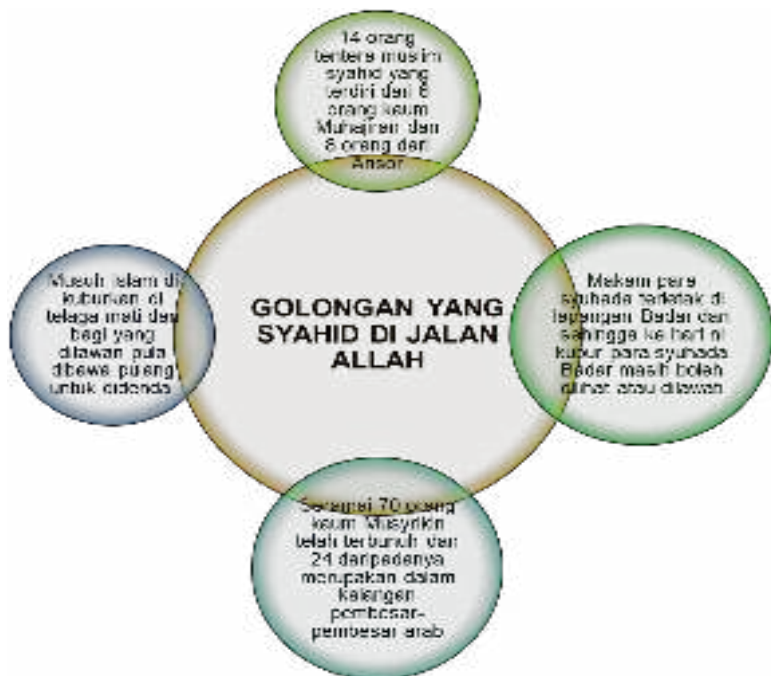 14 orang
tentera muslim
syahid yang
terdiri dari 6
orang kaum
Muhajirin dan
8 orang dari
Ansor
Musuh Islam di
kuburkan di
telaga mati dan
bagi yang
ditawan pula
dibawa pulang
untuk didenda
GOLONGAN YANG
SYAHID DI JALAN
ALLAH
Makam para
syuhada terletak di
lapangan Badar dan
sehingga ke hari ni
kubur para syuhada
Badar masih boleh
dilihat atau dilawati
Seramai 70 orang
kaum Musyrikin
telah terbunuh dan
24 daripadanya
merupakan dalam
kalangan
pembesar-
pembesar arab